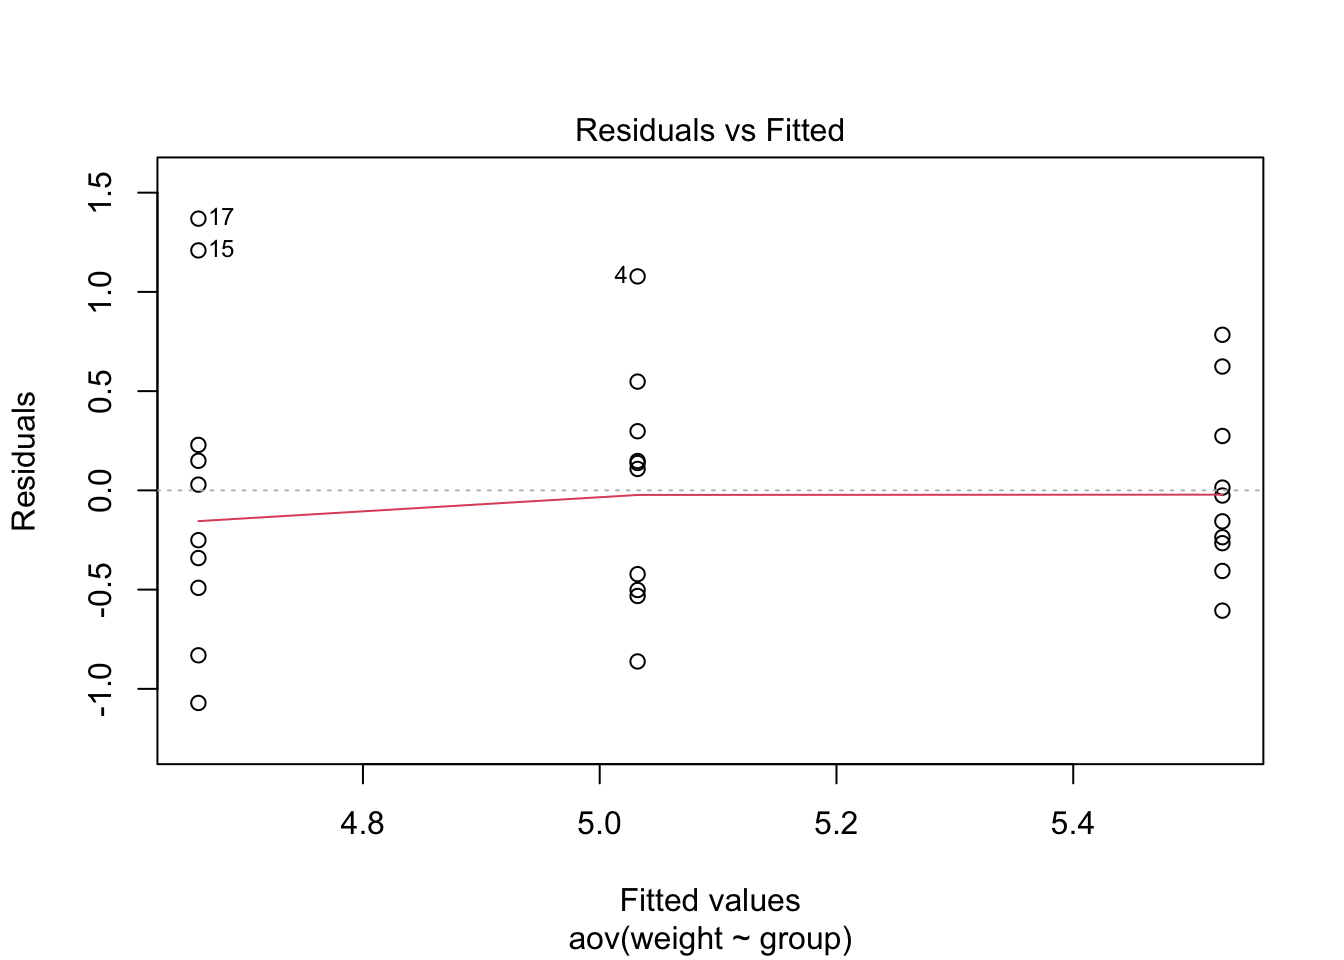 Residuals vs Fitted
1.5
1.0
0.5
0.0
-0.5
-1.0
Residuals
17
15
4
4.8 5.0 5.2 5.4
Fitted values
aov(weight ~ group)